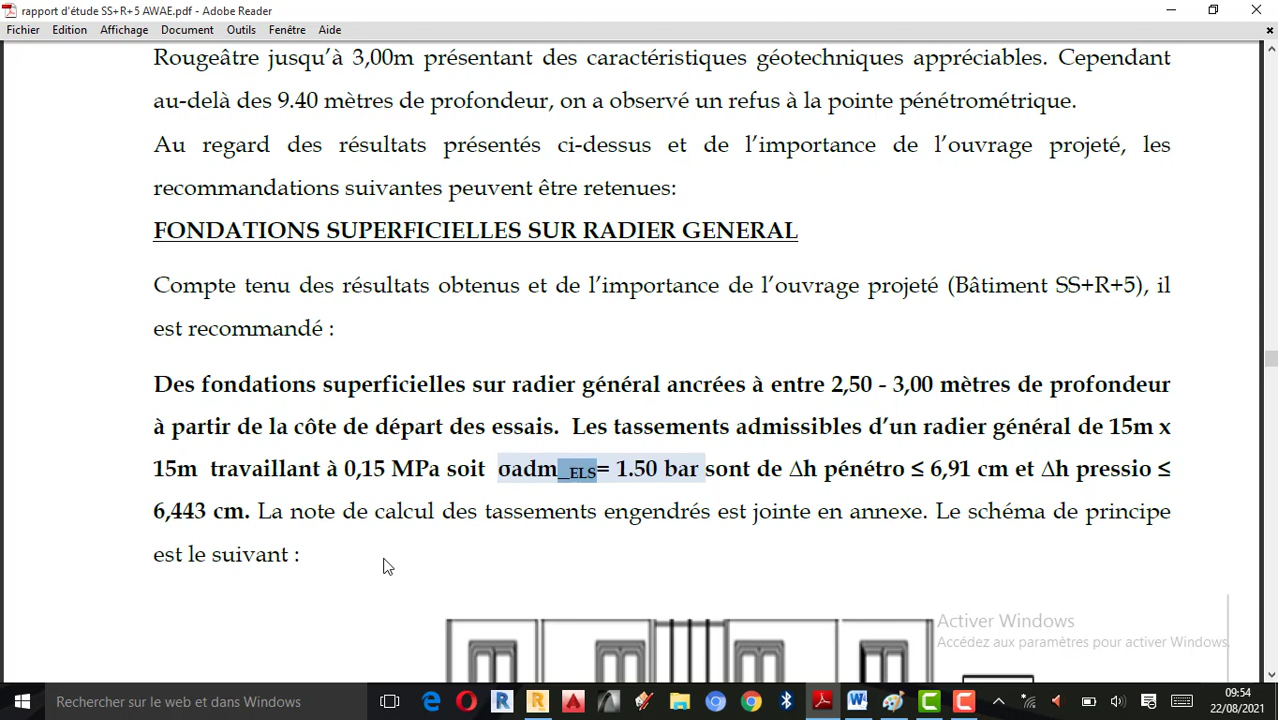 rapport d'étude SS+R+5 AWAE.pdf - Adobe Reader
Fichier Edition Affichage Document Outils Fenêtre Aide
Rougeâtre jusqu’à 3,00m présentant des caractéristiques géotechniques appréciables. Cependant
au-delà des 9.40 mètres de profondeur, on a observé un refus à la pointe pénétrométrique.
Au regard des résultats présentés ci-dessus et de l’importance de l’ouvrage projeté, les
recommandations suivantes peuvent être retenues:
FONDATIONS SUPERFICIELLES SUR RADIER GENERAL
Compte tenu des résultats obtenus et de l’importance de l’ouvrage projeté (Bâtiment SS+R+5), il
est recommandé :
Des fondations superficielles sur radier général ancrées à entre 2,50 - 3,00 mètres de profondeur
à partir de la côte de départ des essais. Les tassements admissibles d’un radier général de 15m x
15m travaillant à 0,15 MPa soit σadm_ELS= 1.50 bar sont de Δh pénétro ≤ 6,91 cm et Δh pressio ≤
6,443 cm. La note de calcul des tassements engendrés est jointe en annexe. Le schéma de principe
est le suivant :
Activer Windows
Accédez aux paramètres pour activer Windows.
Rechercher sur le web et dans Windows
09:54
22/08/2021